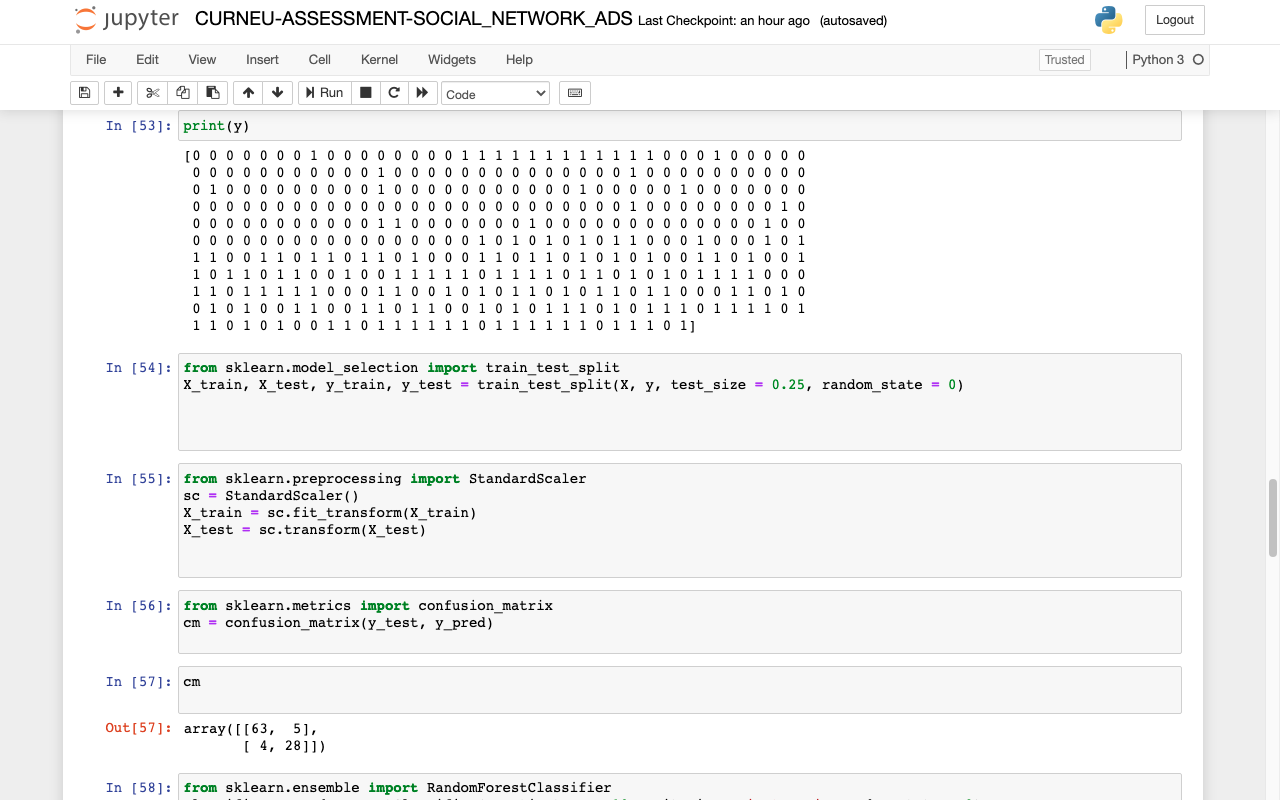 jupyter CURNEU-ASSESSMENT-SOCIAL_NETWORK_ADS Last Checkpoint: an hour ago (autosaved) Logout
File Edit View Insert Cell Kernel Widgets Help Trusted Python 3
Run Code
In [53]: print(y)
[0 0 0 0 0 0 0 1 0 0 0 0 0 0 0 0 1 1 1 1 1 1 1 1 1 1 1 1 0 0 0 1 0 0 0 0 0
0 0 0 0 0 0 0 0 0 0 0 1 0 0 0 0 0 0 0 0 0 0 0 0 0 0 1 0 0 0 0 0 0 0 0 0 0
0 1 0 0 0 0 0 0 0 0 0 1 0 0 0 0 0 0 0 0 0 0 0 1 0 0 0 0 0 1 0 0 0 0 0 0 0
0 0 0 0 0 0 0 0 0 0 0 0 0 0 0 0 0 0 0 0 0 0 0 0 0 0 1 0 0 0 0 0 0 0 0 1 0
0 0 0 0 0 0 0 0 0 0 0 1 1 0 0 0 0 0 0 0 1 0 0 0 0 0 0 0 0 0 0 0 0 0 1 0 0
0 0 0 0 0 0 0 0 0 0 0 0 0 0 0 0 0 1 0 1 0 1 0 1 0 1 1 0 0 0 1 0 0 0 1 0 1
1 1 0 0 1 1 0 1 1 0 1 1 0 1 0 0 0 1 1 0 1 1 0 1 0 1 0 1 0 0 1 1 0 1 0 0 1
1 0 1 1 0 1 1 0 0 1 0 0 1 1 1 1 1 0 1 1 1 1 0 1 1 0 1 0 1 0 1 1 1 1 0 0 0
1 1 0 1 1 1 1 1 0 0 0 1 1 0 0 1 0 1 0 1 1 0 1 0 1 1 0 1 1 0 0 0 1 1 0 1 0
0 1 0 1 0 0 1 1 0 0 1 1 0 1 1 0 0 1 0 1 0 1 1 1 0 1 0 1 1 1 0 1 1 1 1 0 1
1 1 0 1 0 1 0 0 1 1 0 1 1 1 1 1 1 0 1 1 1 1 1 1 0 1 1 1 0 1]
In [54]: from sklearn.model_selection import train_test_split
X_train, X_test, y_train, y_test = train_test_split(X, y, test_size = 0.25, random_state = 0)
In [55]: from sklearn.preprocessing import StandardScaler
sc = StandardScaler()
X_train = sc.fit_transform(X_train)
X_test = sc.transform(X_test)
In [56]: from sklearn.metrics import confusion_matrix
cm = confusion_matrix(y_test, y_pred)
In [57]: cm
Out[57]: array([[63,  5],
[ 4, 28]])
In [58]: from sklearn.ensemble import RandomForestClassifier